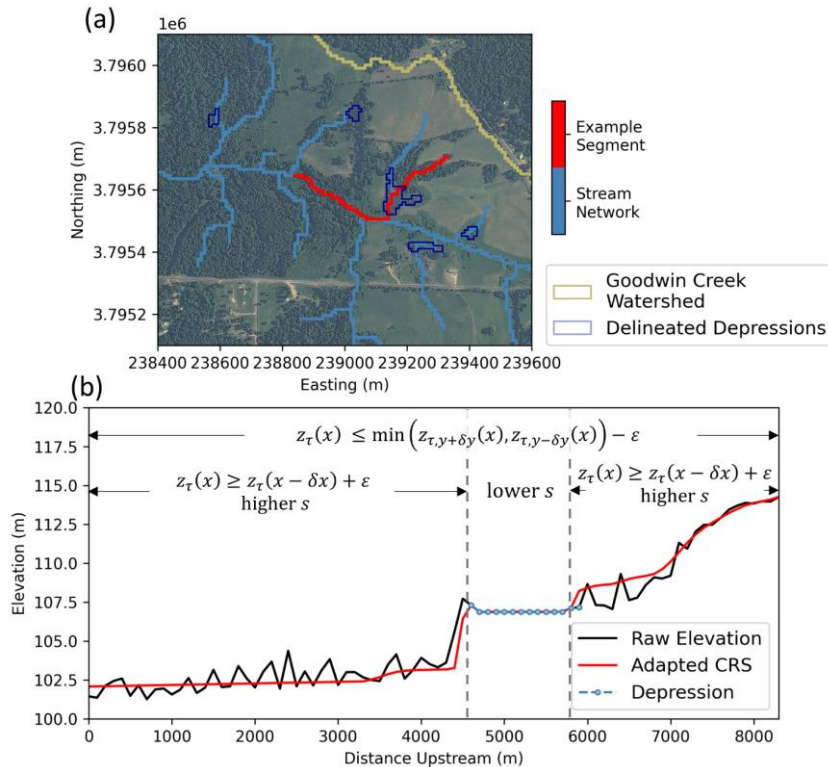 (a)
1e6
3.7960
3.7958
3.7956
3.7954
3.7952
Northing (m)
238400 238600 238800 239000 239200 239400 239600
Easting (m)
Example
Segment
Stream
Network
Goodwin Creek
Watershed
Delineated Depressions
(b)
120.0
117.5
115.0
112.5
110.0
107.5
105.0
102.5
100.0
Elevation (m)
z_τ(x) ≤ min(z_{τ,y+δy}(x), z_{τ,y−δy}(x)) − ε
z_τ(x) ≥ z_τ(x − δx) + ε
higher s
lower s
z_τ(x) ≥ z_τ(x − δx) + ε
higher s
Raw Elevation
Adapted CRS
Depression
0 1000 2000 3000 4000 5000 6000 7000 8000
Distance Upstream (m)